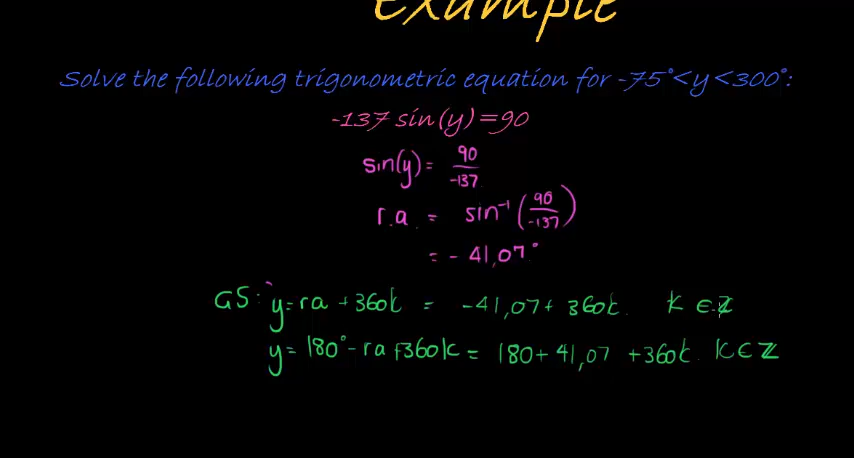 Example
Solve the following trigonometric equation for -75°<y<300°:
-137 sin(y)=90
sin(y)= 90/-137
r.a. = sin⁻¹(90/-137)
= - 41,07°
GS: y=ra +360k = -41,07+ 360k. K ∈ ℤ
y= 180°-ra +360k = 180+ 41,07 +360k. K∈ℤ